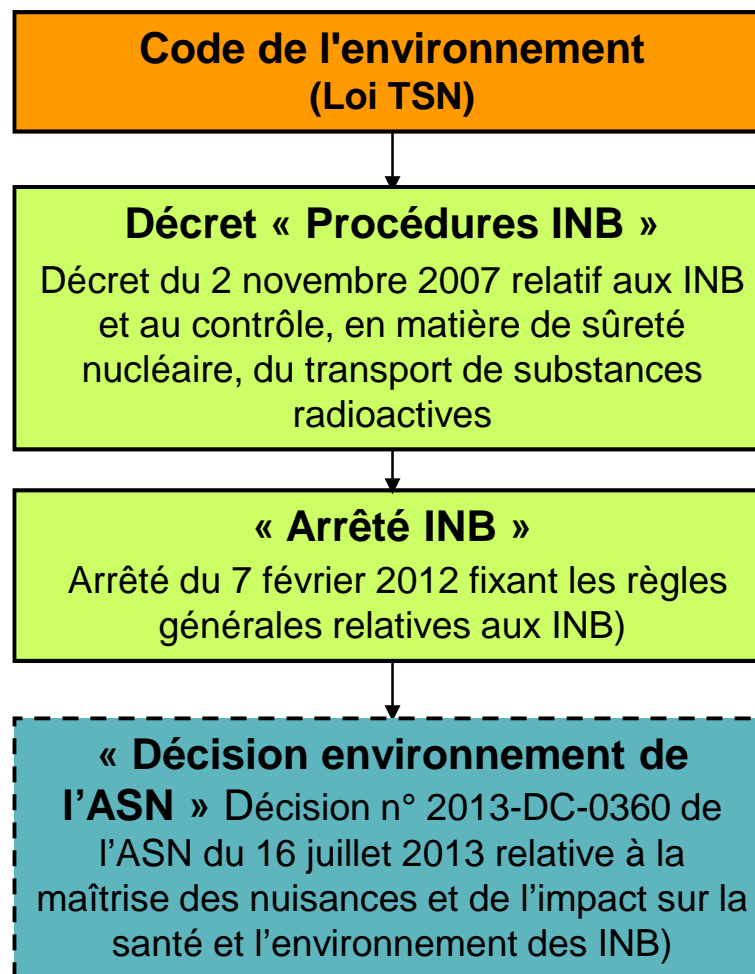 Code de l'environnement
(Loi TSN)
Décret « Procédures INB »
Décret du 2 novembre 2007 relatif aux INB
et au contrôle, en matière de sûreté
nucléaire, du transport de substances
radioactives
« Arrêté INB »
Arrêté du 7 février 2012 fixant les règles
générales relatives aux INB)
« Décision environnement de
l’ASN » Décision n° 2013-DC-0360 de
l’ASN du 16 juillet 2013 relative à la
maîtrise des nuisances et de l’impact sur la
santé et l’environnement des INB)